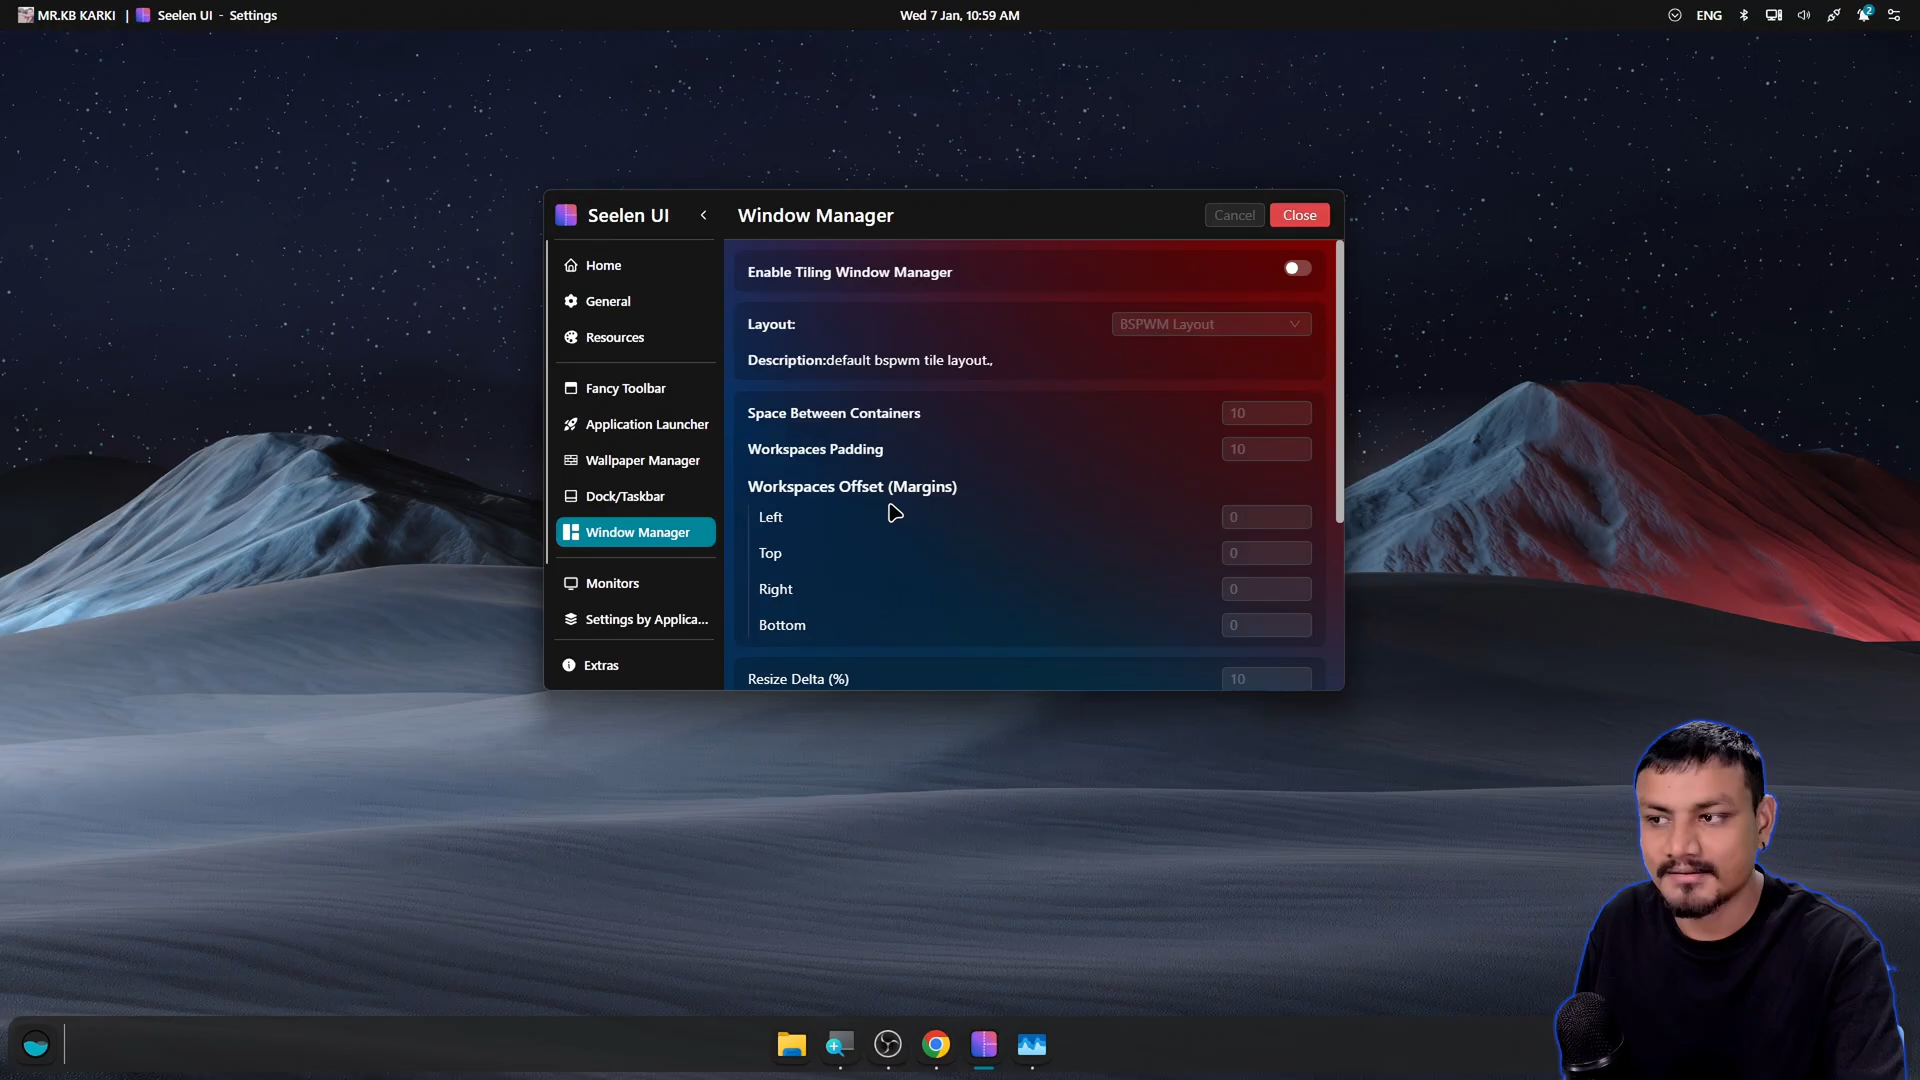 MR.KB KARKI | Seelen UI - Settings
Wed 7 Jan, 10:59 AM
ENG
2
Seelen UI
Window Manager
Cancel
Close
Home
General
Resources
Fancy Toolbar
Application Launcher
Wallpaper Manager
Dock/Taskbar
Window Manager
Monitors
Settings by Applica...
Extras
Enable Tiling Window Manager
Layout: BSPWM Layout
Description:default bspwm tile layout.,
Space Between Containers 10
Workspaces Padding 10
Workspaces Offset (Margins)
Left 0
Top 0
Right 0
Bottom 0
Resize Delta (%) 10